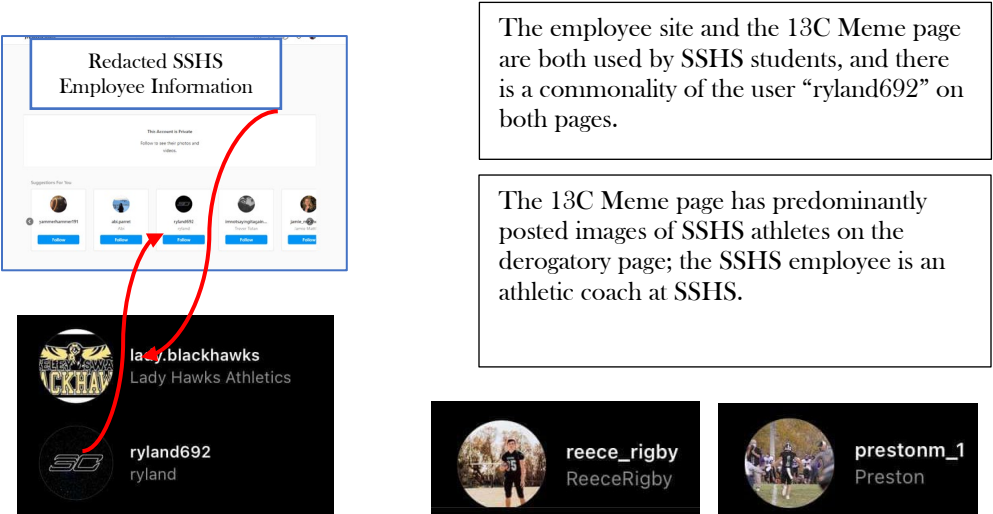 Redacted SSHS
Employee Information
This Account is Private
Follow to see their photos and
videos.
Suggestions For You
yammerhammer191
ryland692
ryland
Follow
Follow
Follow
Follow
Follow
lady.blackhawks
Lady Hawks Athletics
ryland692
ryland
The employee site and the 13C Meme page
are both used by SSHS students, and there
is a commonality of the user “ryland692” on
both pages.
The 13C Meme page has predominantly
posted images of SSHS athletes on the
derogatory page; the SSHS employee is an
athletic coach at SSHS.
reece_rigby
ReeceRigby
prestonm_1
Preston